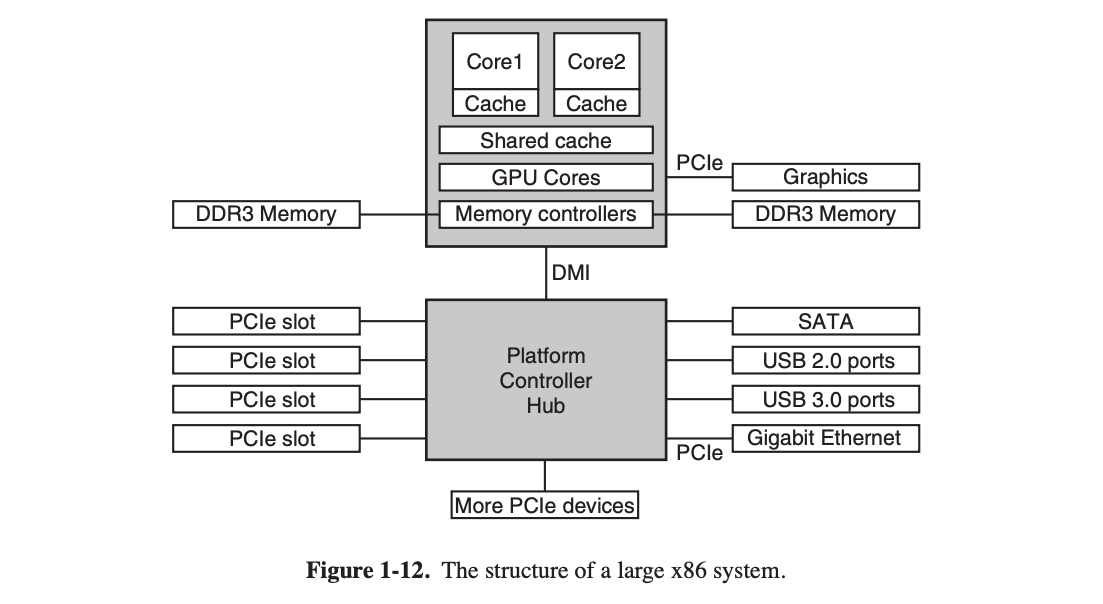 Core1
Core2
Cache
Cache
Shared cache
GPU Cores
PCIe
Graphics
DDR3 Memory
Memory controllers
DDR3 Memory
DMI
PCIe slot
PCIe slot
PCIe slot
PCIe slot
Platform
Controller
Hub
SATA
USB 2.0 ports
USB 3.0 ports
Gigabit Ethernet
PCIe
More PCIe devices
Figure 1-12. The structure of a large x86 system.